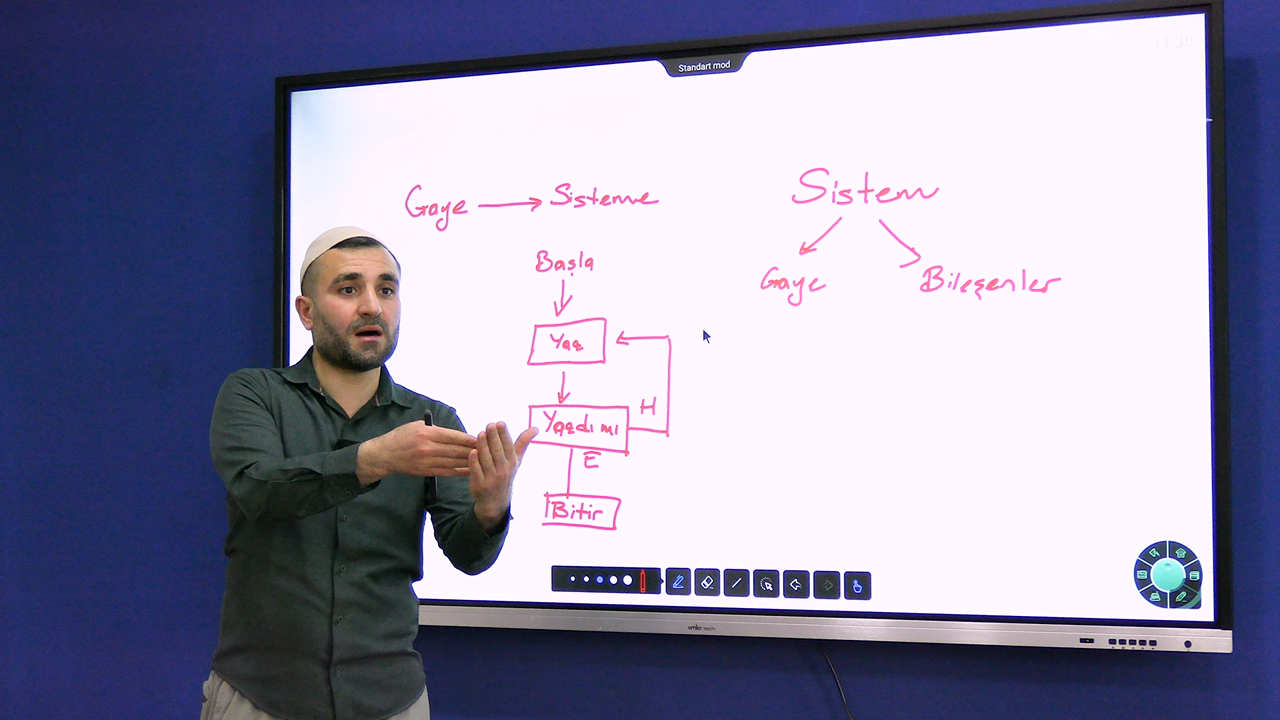 Standart mod
Gaye → Sisteme
Sistem
Gaye
Bileşenler
Başla
Yaz
Yazdı mı
H
E
Bitir